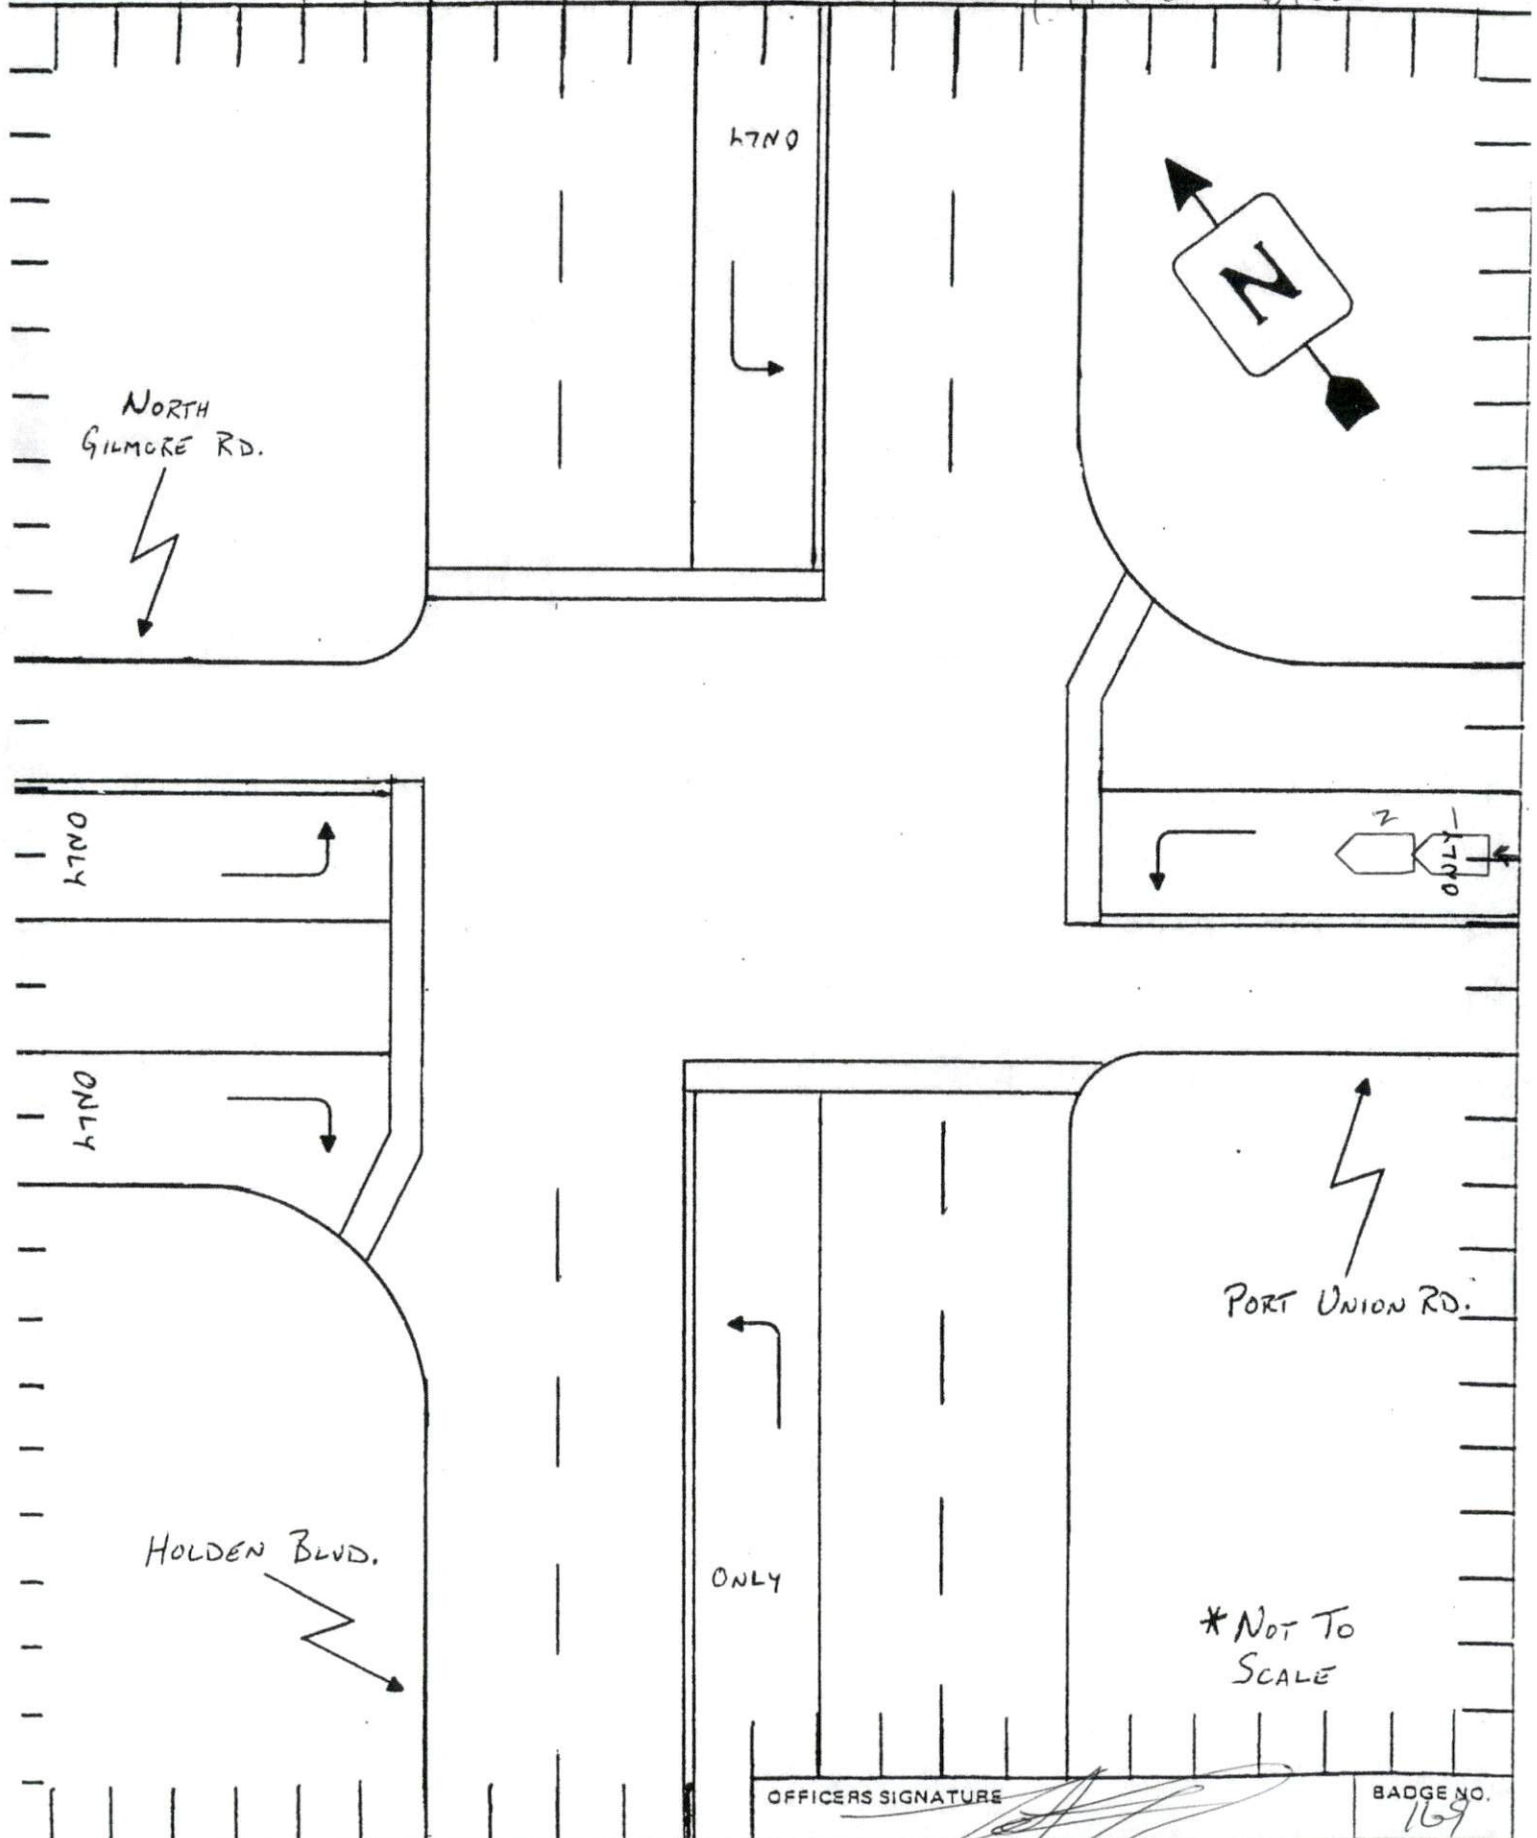 ONLY
N
NORTH
GILMORE RD.
ONLY
2
1
ONLY
ONLY
PORT UNION RD.
HOLDEN BLVD.
ONLY
*NOT TO
SCALE
OFFICERS SIGNATURE
BADGE NO.
169